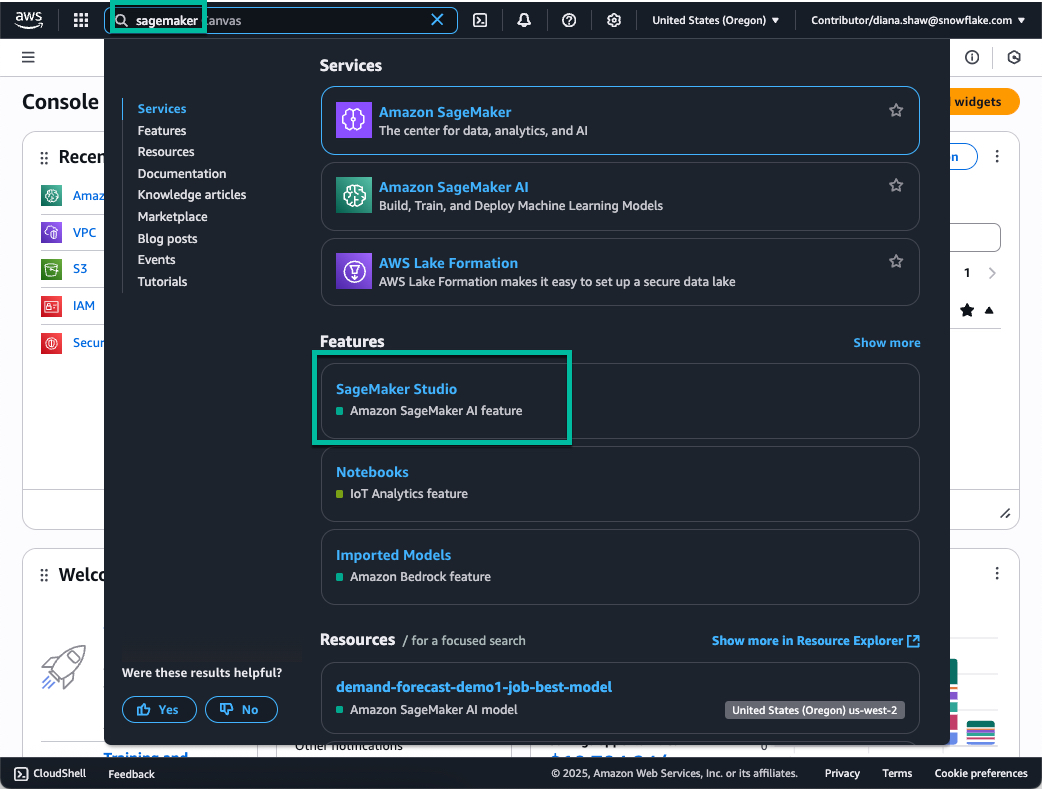 aws
sagemaker canvas
United States (Oregon)
Contributor/diana.shaw@snowflake.com
Console
widgets
Services
Features
Resources
Documentation
Knowledge articles
Marketplace
Blog posts
Events
Tutorials
Services
Amazon SageMaker
The center for data, analytics, and AI
Amazon SageMaker AI
Build, Train, and Deploy Machine Learning Models
AWS Lake Formation
AWS Lake Formation makes it easy to set up a secure data lake
Features
Show more
SageMaker Studio
Amazon SageMaker AI feature
Notebooks
IoT Analytics feature
Imported Models
Amazon Bedrock feature
Resources / for a focused search
Show more in Resource Explorer
demand-forecast-demo1-job-best-model
Amazon SageMaker AI model
United States (Oregon) us-west-2
Were these results helpful?
Yes
No
Recen
Amaz
VPC
S3
IAM
Secur
1
Welco
Training and
Other notifications
0
CloudShell
Feedback
© 2025, Amazon Web Services, Inc. or its affiliates.
Privacy
Terms
Cookie preferences